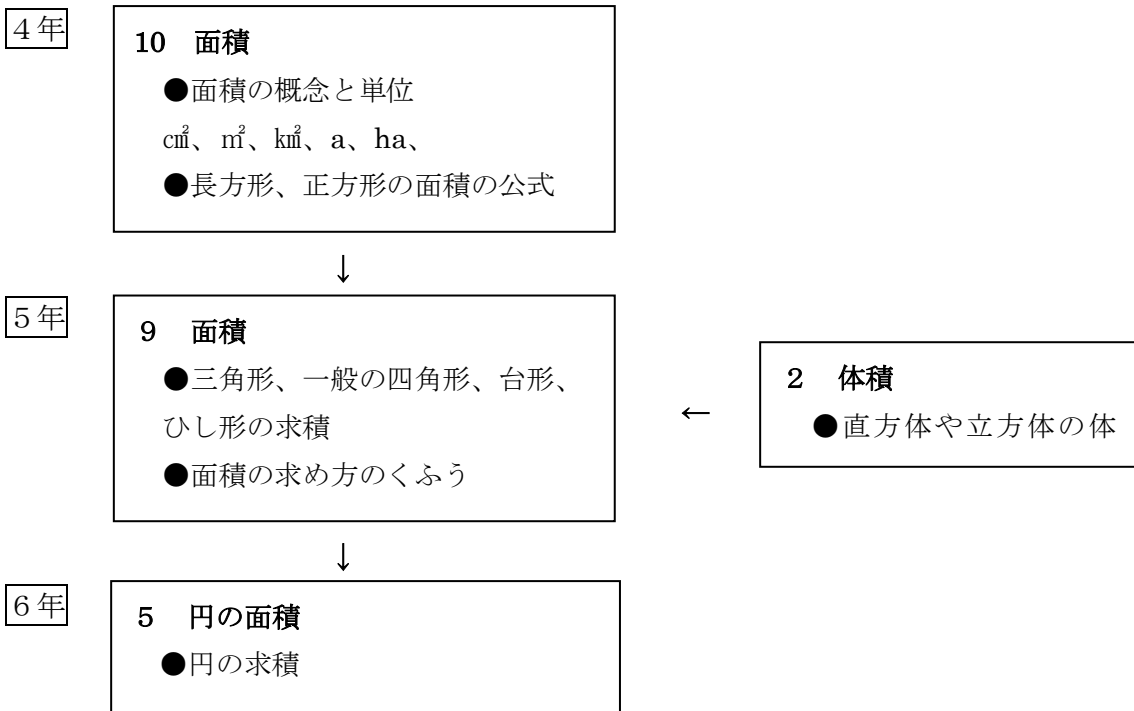 ４年
10　面積
●面積の概念と単位
㎠、㎡、㎢、a、ha、
●長方形、正方形の面積の公式
↓
５年
9　面積
●三角形、一般の四角形、台形、
ひし形の求積
●面積の求め方のくふう
←
2　体積
●直方体や立方体の体
↓
６年
5　円の面積
●円の求積